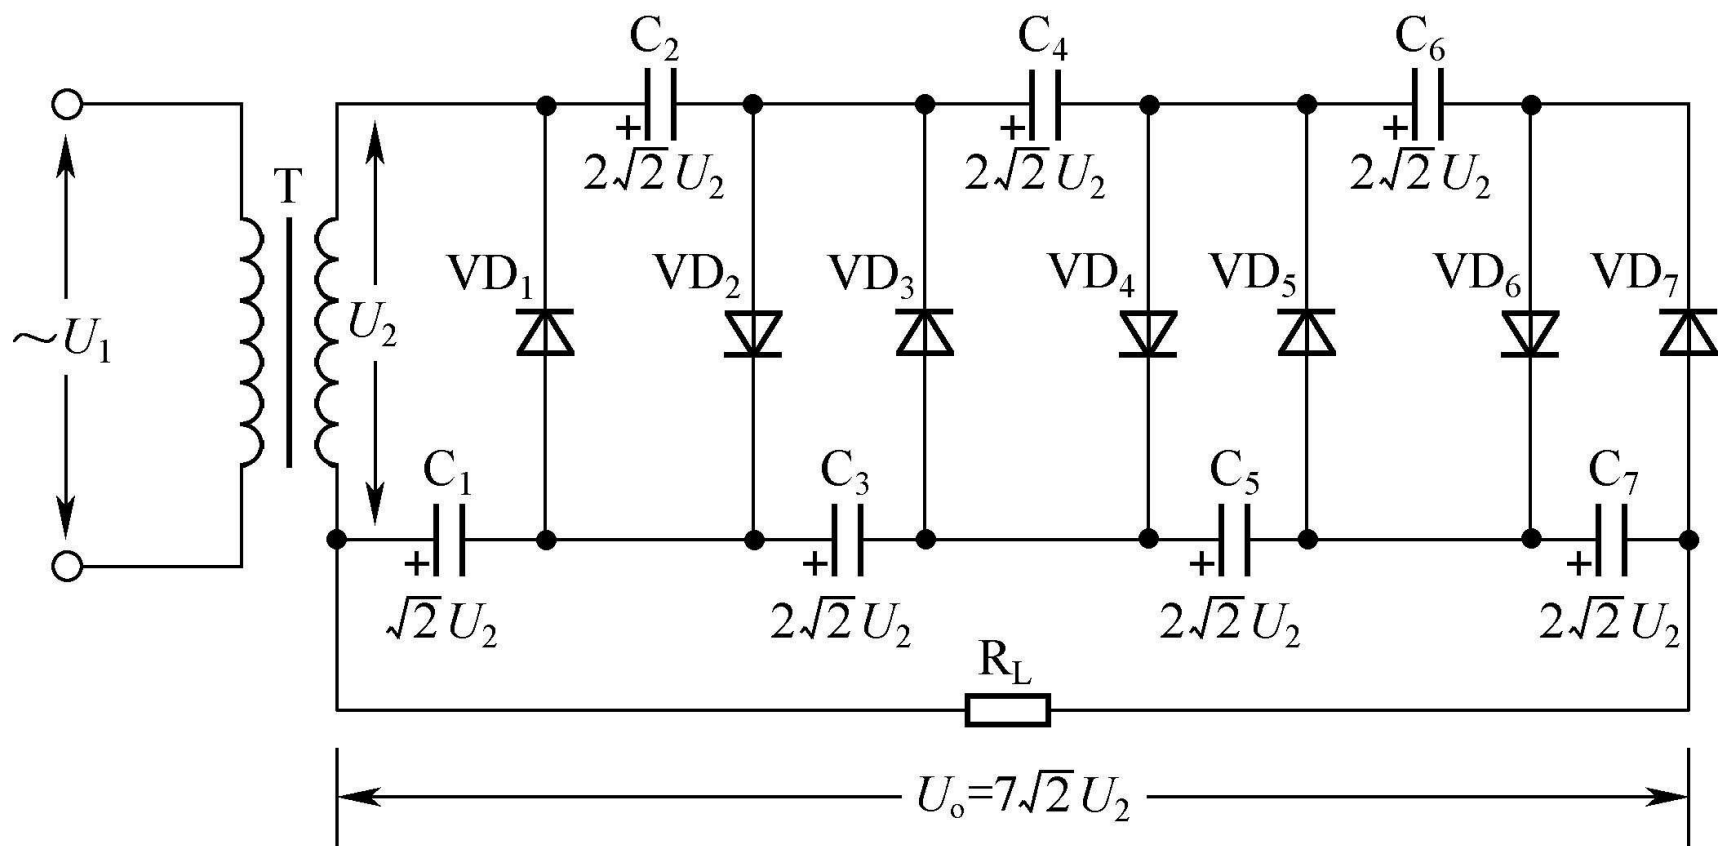 C₂ C₄ C₆
+ + +
2√2 U₂ 2√2 U₂ 2√2 U₂
T
VD₁ VD₂ VD₃ VD₄ VD₅ VD₆ VD₇
~U₁ U₂
C₁ C₃ C₅ C₇
+ + + +
√2 U₂ 2√2 U₂ 2√2 U₂ 2√2 U₂
R_L
Uₒ=7√2 U₂